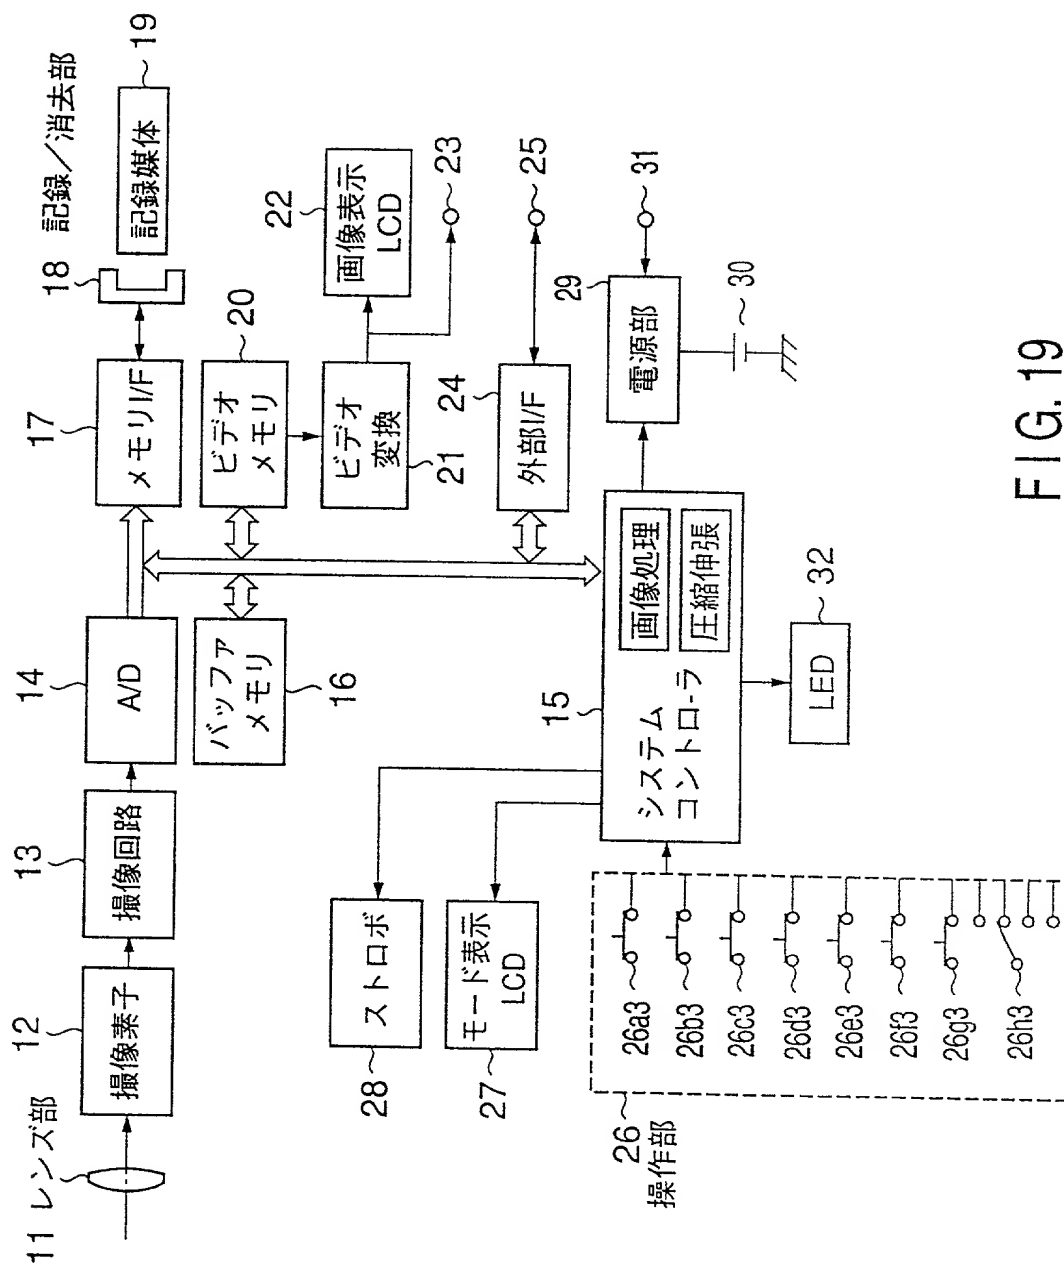 11 レンズ部
12
撮像素子
13
撮像回路
14
A/D
17
メモリI/F
18
記録/消去部
記録媒体
19
バッファ
メモリ
16
ビデオ
メモリ
20
ビデオ
変換
21
22
画像表示
LCD
23
24
外部I/F
25
28
ストロボ
27
モード表示
LCD
15
システム
コントロ-ラ
画像処理
圧縮伸張
29
電源部
30
31
LED
32
26
操作部
26a3
26b3
26c3
26d3
26e3
26f3
26g3
26h3
FIG. 19